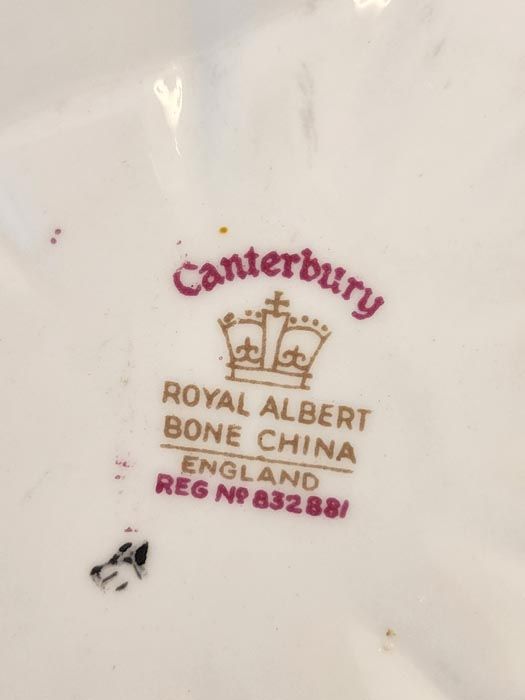 Canterbury
ROYAL ALBERT
BONE CHINA
ENGLAND
REG Nº 832881